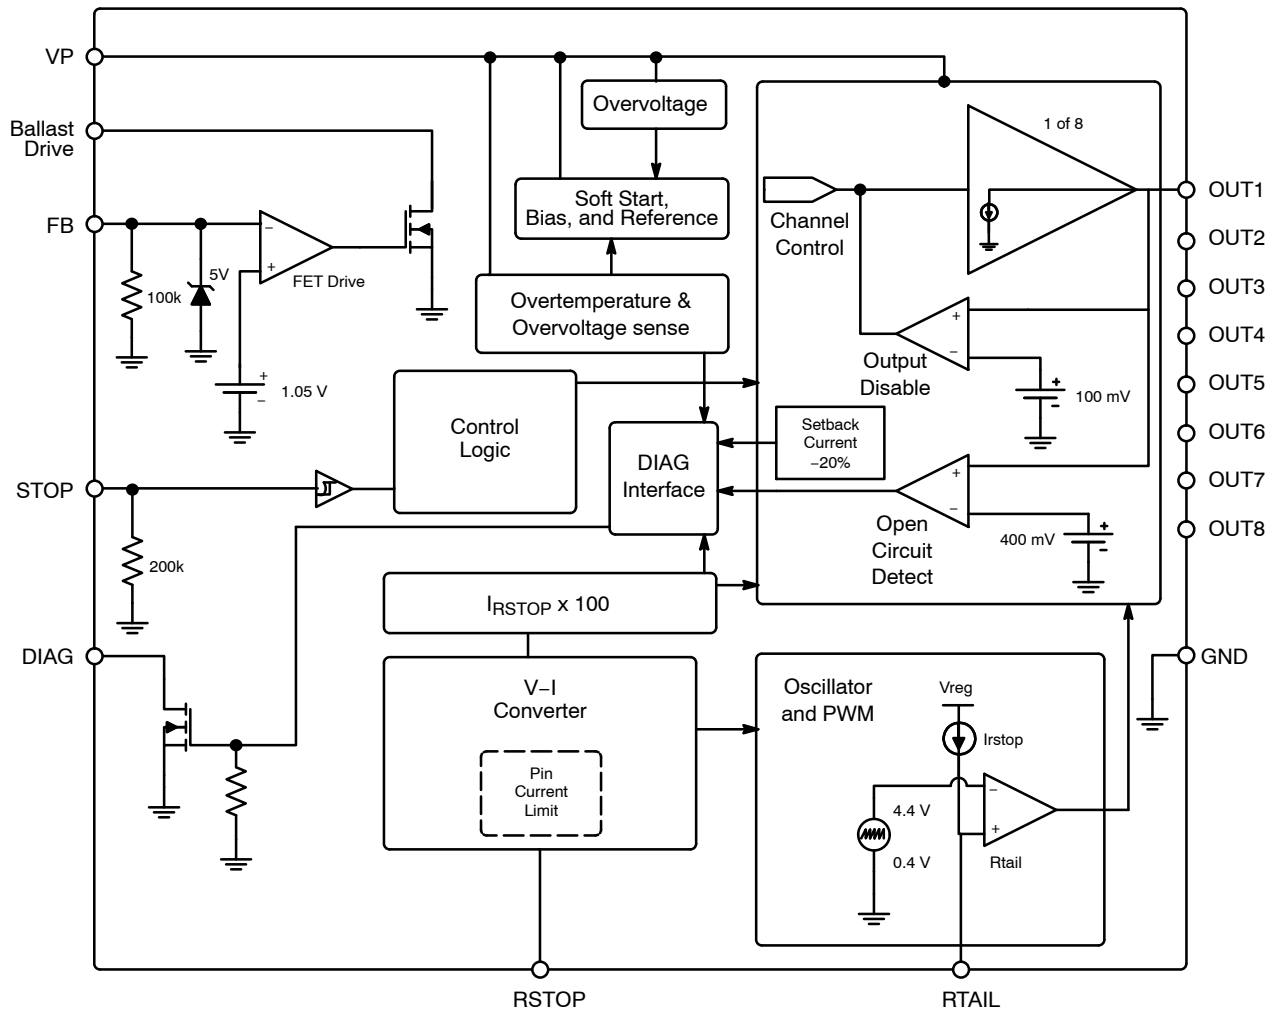 VP
Overvoltage
1 of 8
Ballast
Drive
Soft Start,
Bias, and Reference
Channel
Control
OUT1
FB
−
+
FET Drive
5V
100k
OUT2
Overtemperature &
Overvoltage sense
OUT3
+
−
Output
Disable
OUT4
+
−
1.05 V
+
−
100 mV
OUT5
Control
Logic
Setback
Current
−20%
OUT6
DIAG
Interface
STOP
+
−
OUT7
Open
Circuit
Detect
+
−
400 mV
OUT8
200k
IRSTOP x 100
DIAG
GND
V−I
Converter
Oscillator
and PWM
Vreg
Irstop
Pin
Current
Limit
−
+
4.4 V
0.4 V
Rtail
RSTOP
RTAIL